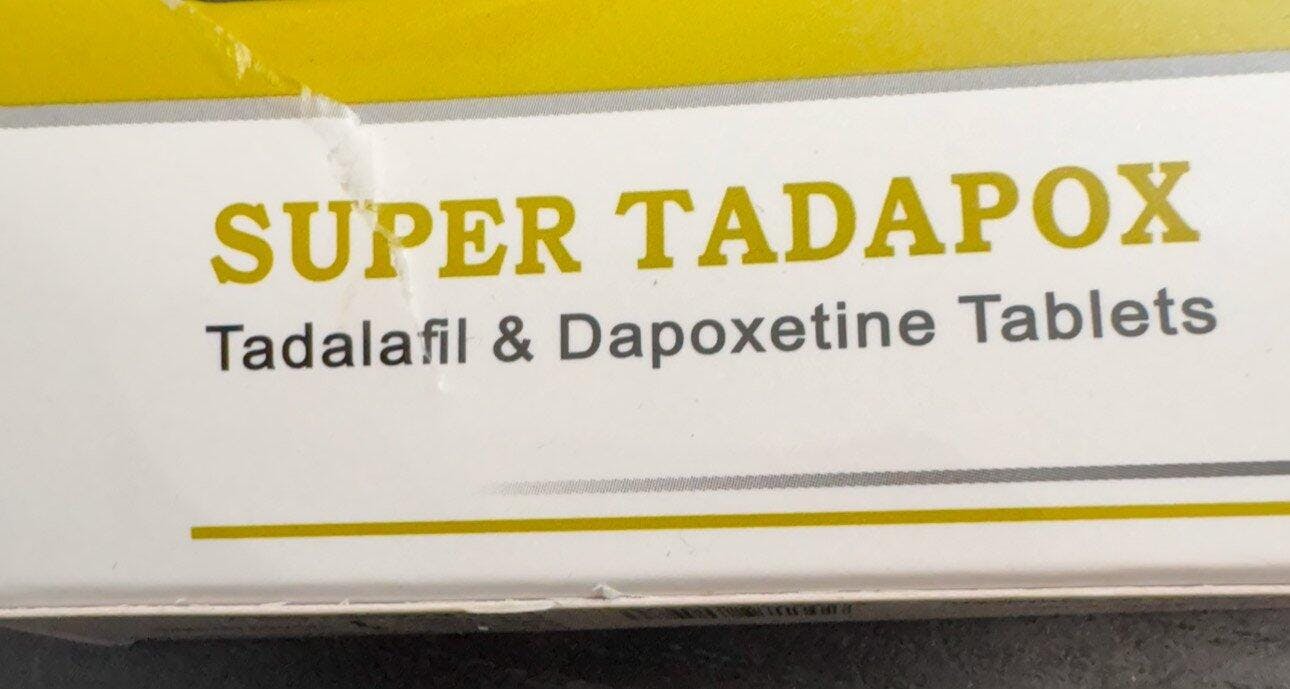 SUPER TADAPOX
Tadalafil & Dapoxetine Tablets